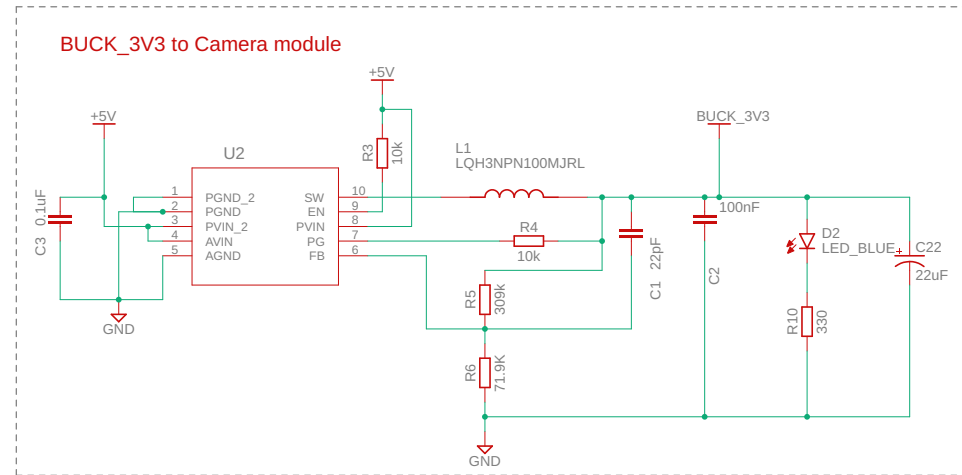 BUCK_3V3 to Camera module
+5V
+5V
BUCK_3V3
U2
R3
10k
L1
LQH3NPN100MJRL
C3
0.1uF
1
PGND_2
SW
10
2
PGND
EN
9
3
PVIN_2
PVIN
8
4
AVIN
PG
7
5
AGND
FB
6
R4
10k
C1
22pF
100nF
C2
D2
LED_BLUE
+
C22
22uF
R5
309k
R10
330
GND
R6
71.9K
GND